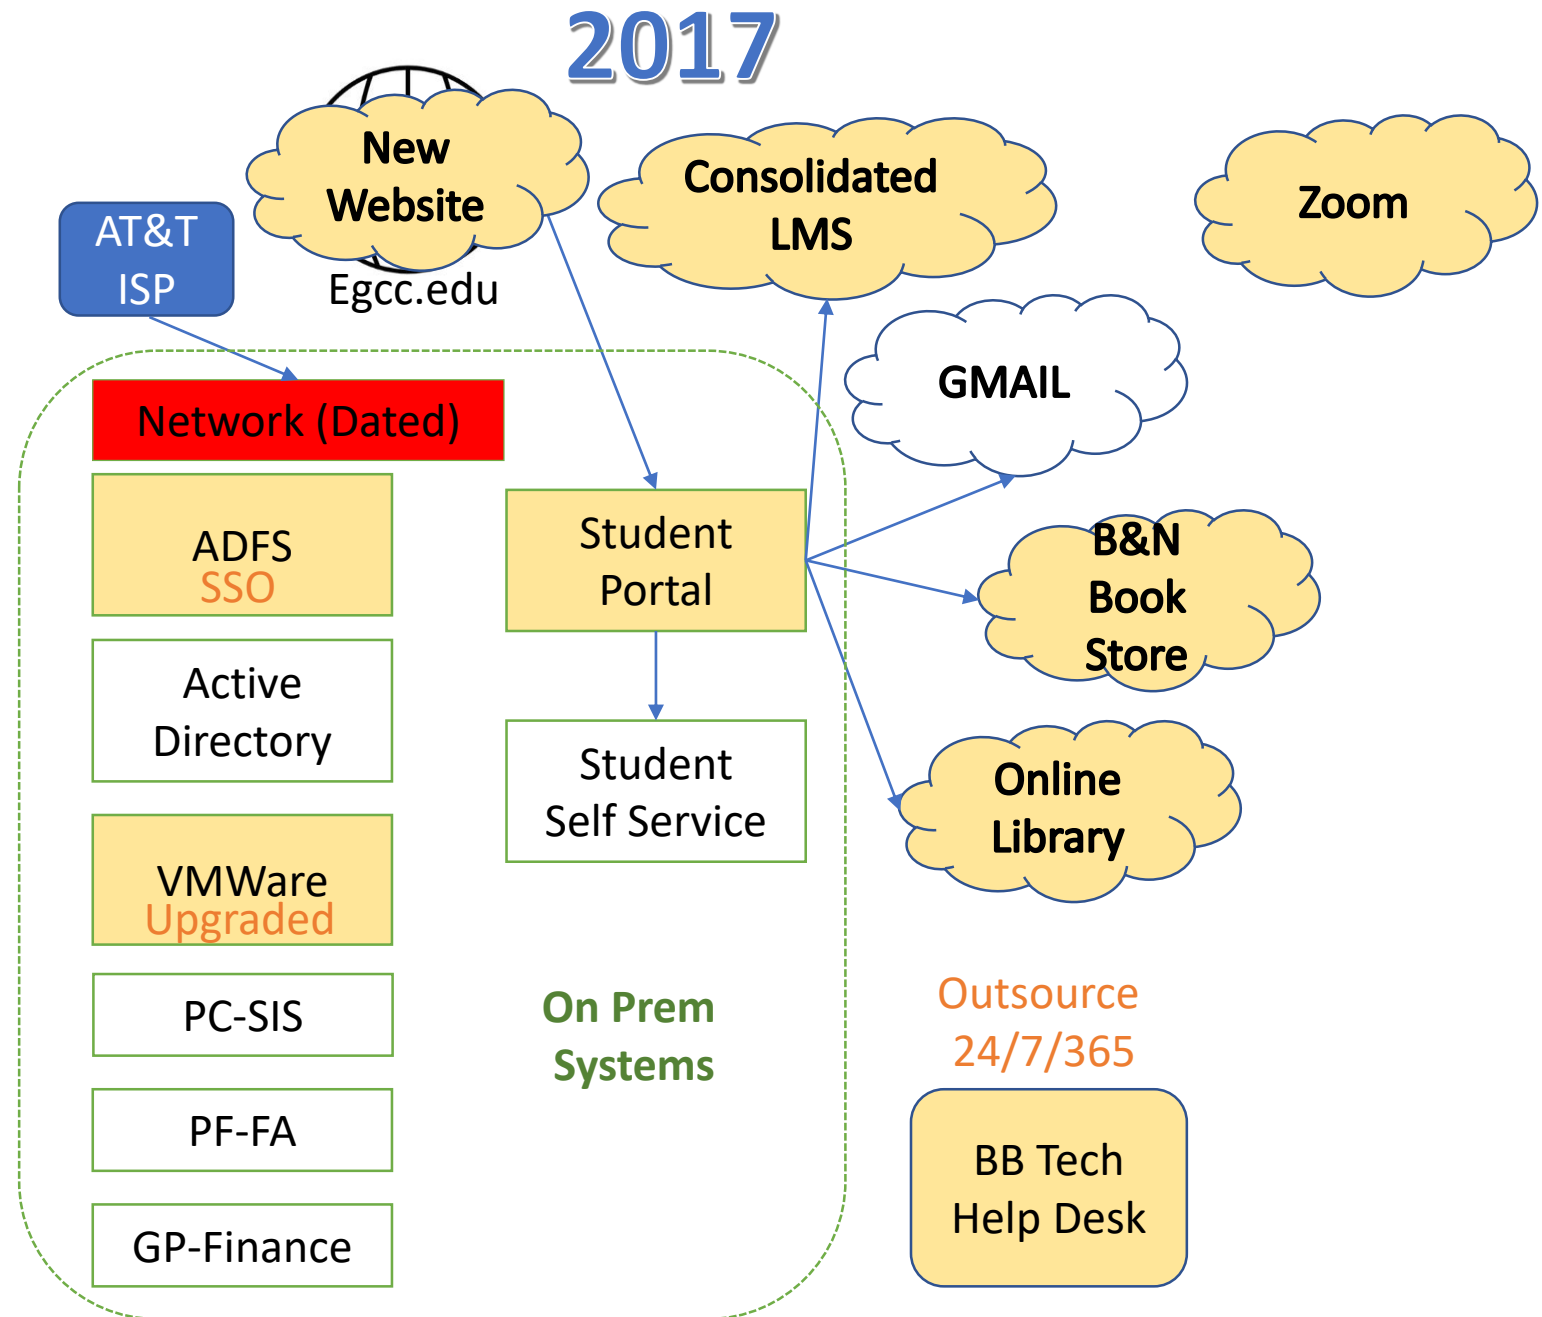 2017
New
Website
Egcc.edu
Consolidated
LMS
Zoom
AT&T
ISP
GMAIL
Network (Dated)
ADFS
SSO
Student
Portal
B&N
Book
Store
Active
Directory
Student
Self Service
Online
Library
VMWare
Upgraded
PC-SIS
On Prem
Systems
Outsource
24/7/365
PF-FA
BB Tech
Help Desk
GP-Finance